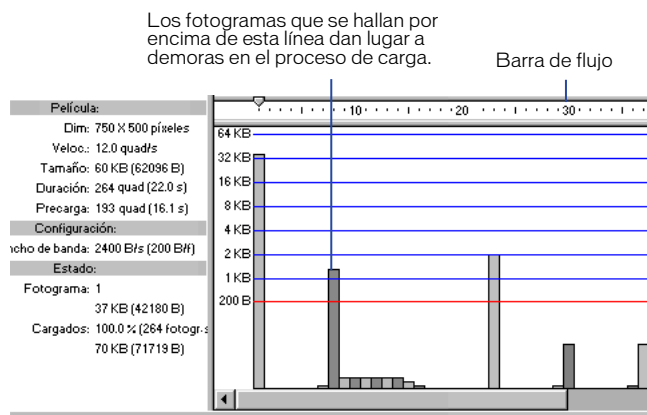 Los fotogramas que se hallan por
encima de esta línea dan lugar a
demoras en el proceso de carga.
Barra de flujo
Película:
Dim: 750 X 500 píxeles
Veloc.: 12.0 quad/s
Tamaño: 60 KB (62096 B)
Duración: 264 quad (22.0 s)
Precarga: 193 quad (16.1 s)
Configuración:
ncho de banda: 2400 B/s (200 B/f)
Estado:
Fotograma: 1
37 KB (42180 B)
Cargados: 100.0 % (264 fotogr.s
70 KB (71719 B)
10 20 30
64 KB
32 KB
16 KB
8 KB
4 KB
2 KB
1 KB
200 B